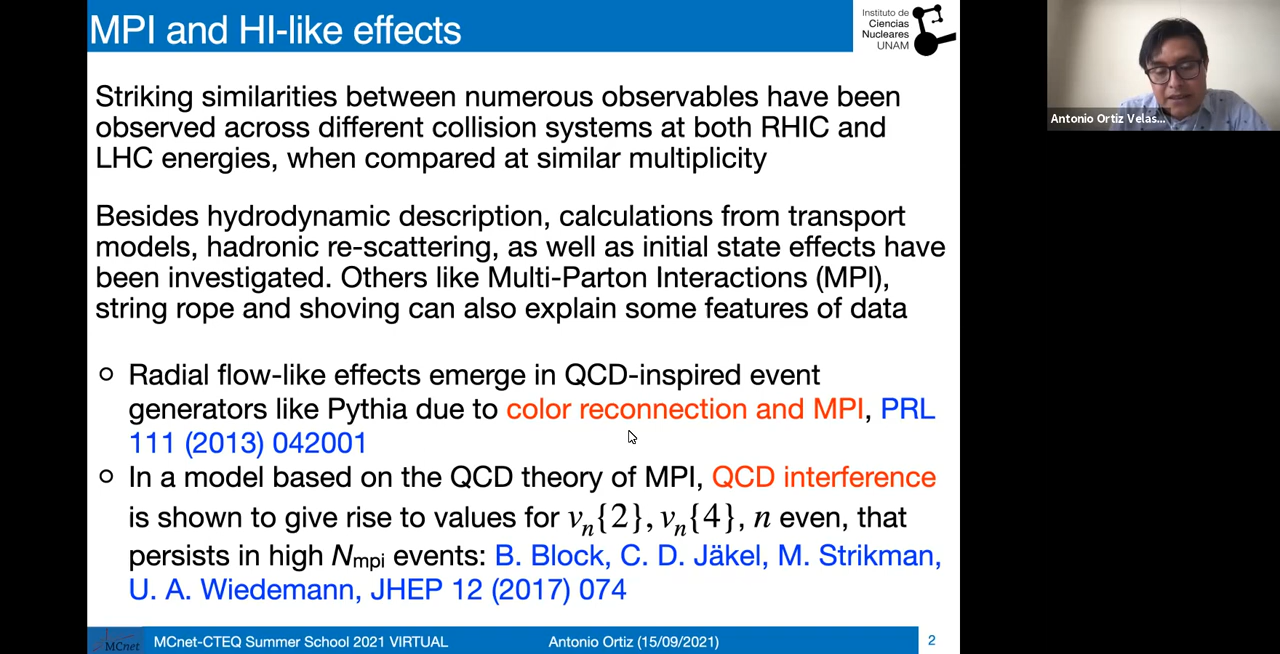 MPI and HI-like effects
Instituto de
Ciencias
Nucleares
UNAM
Antonio Ortiz Velas...
Striking similarities between numerous observables have been
observed across different collision systems at both RHIC and
LHC energies, when compared at similar multiplicity
Besides hydrodynamic description, calculations from transport
models, hadronic re-scattering, as well as initial state effects have
been investigated. Others like Multi-Parton Interactions (MPI),
string rope and shoving can also explain some features of data
Radial flow-like effects emerge in QCD-inspired event
generators like Pythia due to color reconnection and MPI, PRL
111 (2013) 042001
In a model based on the QCD theory of MPI, QCD interference
is shown to give rise to values for vₙ{2}, vₙ{4}, n even, that
persists in high Nmpi events: B. Block, C. D. Jäkel, M. Strikman,
U. A. Wiedemann, JHEP 12 (2017) 074
MCnet MCnet-CTEQ Summer School 2021 VIRTUAL Antonio Ortiz (15/09/2021) 2